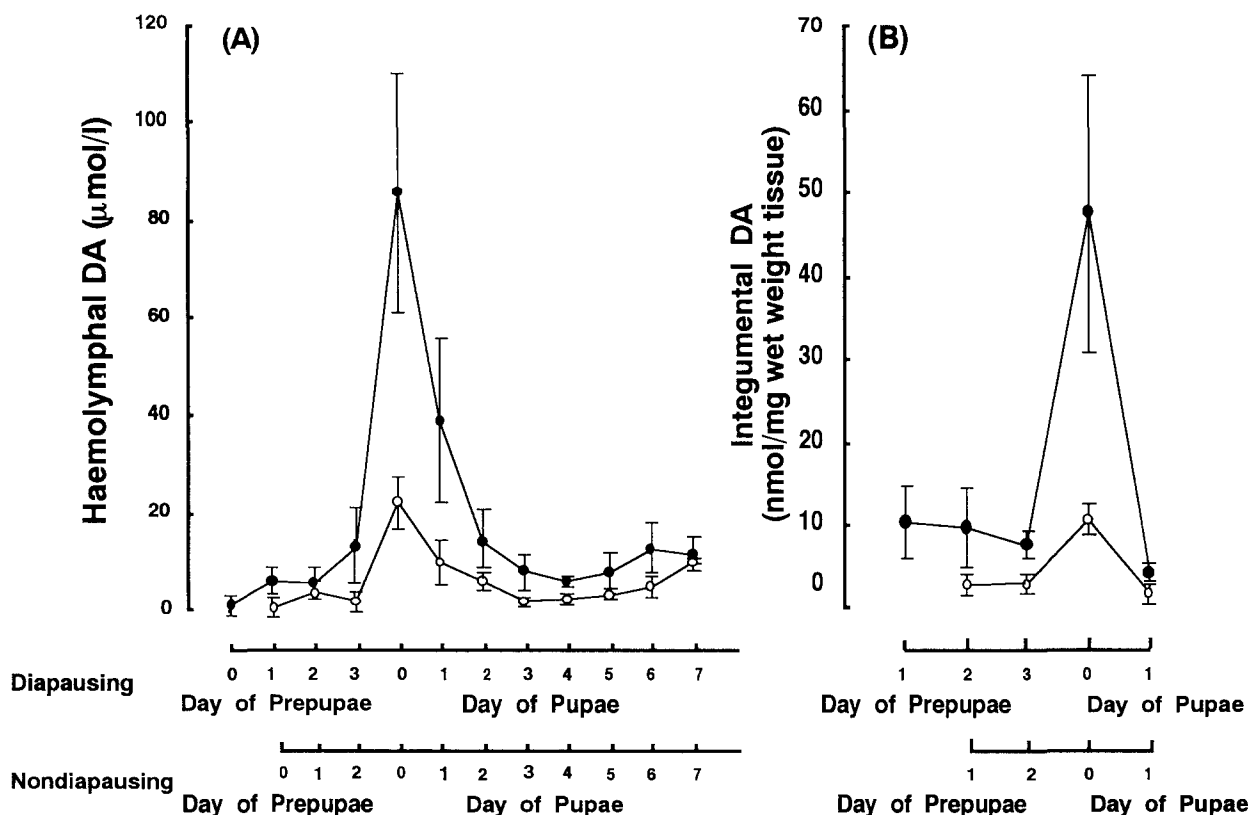 (A)
Haemolymphal DA (μmol/l)
120
100
80
60
40
20
0
Diapausing
0 1 2 3 0 1 2 3 4 5 6 7
Day of Prepupae Day of Pupae
Nondiapausing
0 1 2 0 1 2 3 4 5 6 7
Day of Prepupae Day of Pupae
(B)
Integumental DA
(nmol/mg wet weight tissue)
70
60
50
40
30
20
10
0
1 2 3 0 1
Day of Prepupae Day of Pupae
1 2 0 1
Day of Prepupae Day of Pupae